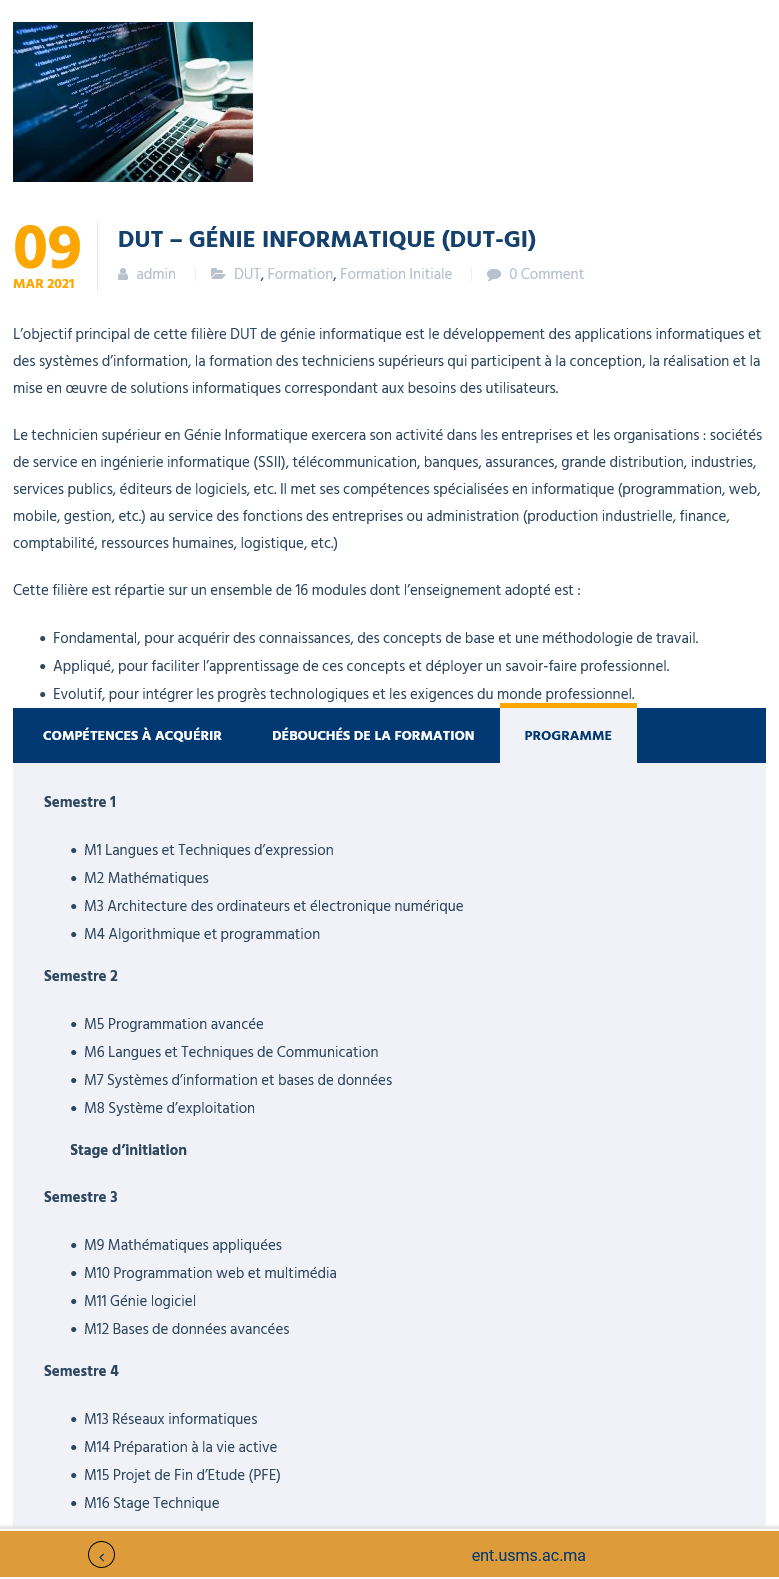 09
MAR 2021
DUT – GÉNIE INFORMATIQUE (DUT-GI)
admin DUT, Formation, Formation Initiale 0 Comment
L’objectif principal de cette filière DUT de génie informatique est le développement des applications informatiques et
des systèmes d’information, la formation des techniciens supérieurs qui participent à la conception, la réalisation et la
mise en œuvre de solutions informatiques correspondant aux besoins des utilisateurs.
Le technicien supérieur en Génie Informatique exercera son activité dans les entreprises et les organisations : sociétés
de service en ingénierie informatique (SSII), télécommunication, banques, assurances, grande distribution, industries,
services publics, éditeurs de logiciels, etc. Il met ses compétences spécialisées en informatique (programmation, web,
mobile, gestion, etc.) au service des fonctions des entreprises ou administration (production industrielle, finance,
comptabilité, ressources humaines, logistique, etc.)
Cette filière est répartie sur un ensemble de 16 modules dont l’enseignement adopté est :
• Fondamental, pour acquérir des connaissances, des concepts de base et une méthodologie de travail.
• Appliqué, pour faciliter l’apprentissage de ces concepts et déployer un savoir-faire professionnel.
• Evolutif, pour intégrer les progrès technologiques et les exigences du monde professionnel.
COMPÉTENCES À ACQUÉRIR DÉBOUCHÉS DE LA FORMATION PROGRAMME
Semestre 1
• M1 Langues et Techniques d’expression
• M2 Mathématiques
• M3 Architecture des ordinateurs et électronique numérique
• M4 Algorithmique et programmation
Semestre 2
• M5 Programmation avancée
• M6 Langues et Techniques de Communication
• M7 Systèmes d’information et bases de données
• M8 Système d’exploitation
Stage d’initiation
Semestre 3
• M9 Mathématiques appliquées
• M10 Programmation web et multimédia
• M11 Génie logiciel
• M12 Bases de données avancées
Semestre 4
• M13 Réseaux informatiques
• M14 Préparation à la vie active
• M15 Projet de Fin d’Etude (PFE)
• M16 Stage Technique
ent.usms.ac.ma